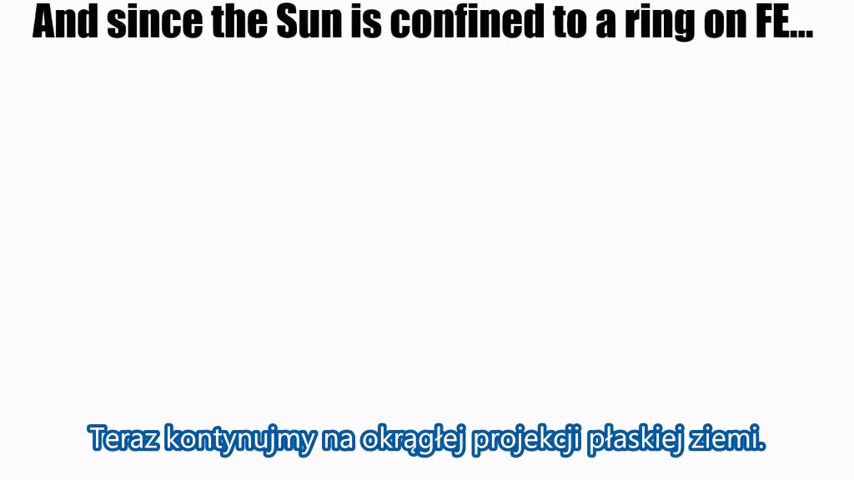 And since the Sun is confined to a ring on FE...
Teraz kontynujmy na okrągłej projekcji płaskiej ziemi.